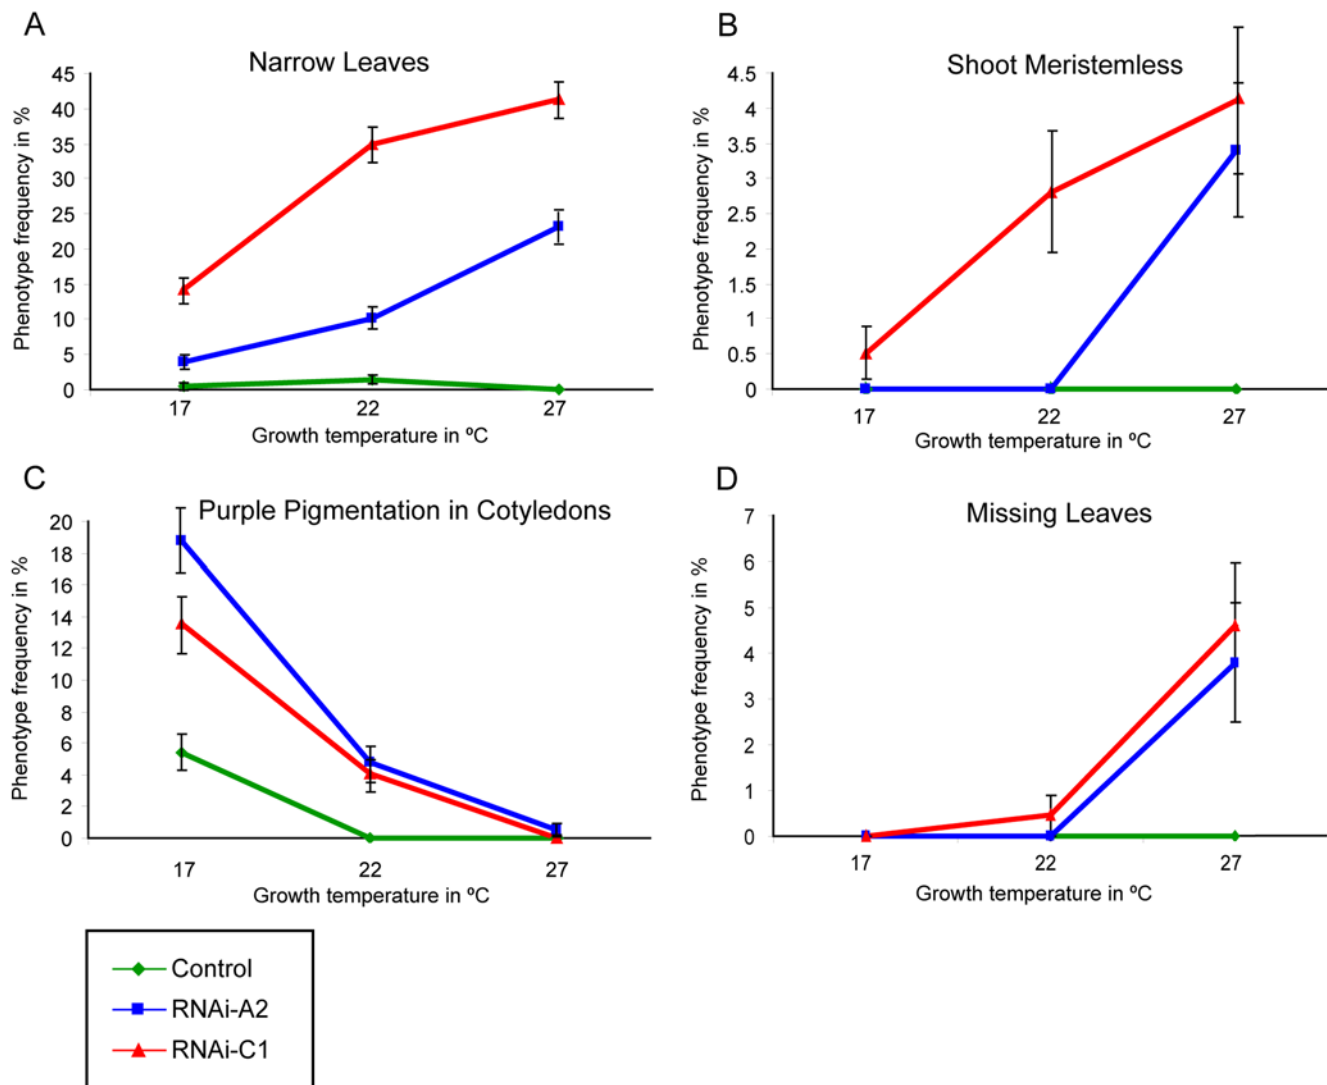 A
Narrow Leaves
Phenotype frequency in %
45
40
35
30
25
20
15
10
5
0
17 22 27
Growth temperature in ºC
B
Shoot Meristemless
Phenotype frequency in %
4.5
4
3.5
3
2.5
2
1.5
1
0.5
0
17 22 27
Growth temperature in ºC
C
Purple Pigmentation in Cotyledons
Phenotype frequency in %
20
18
16
14
12
10
8
6
4
2
0
17 22 27
Growth temperature in ºC
D
Missing Leaves
Phenotype frequency in %
7
6
5
4
3
2
1
0
17 22 27
Growth temperature in ºC
Control
RNAi-A2
RNAi-C1